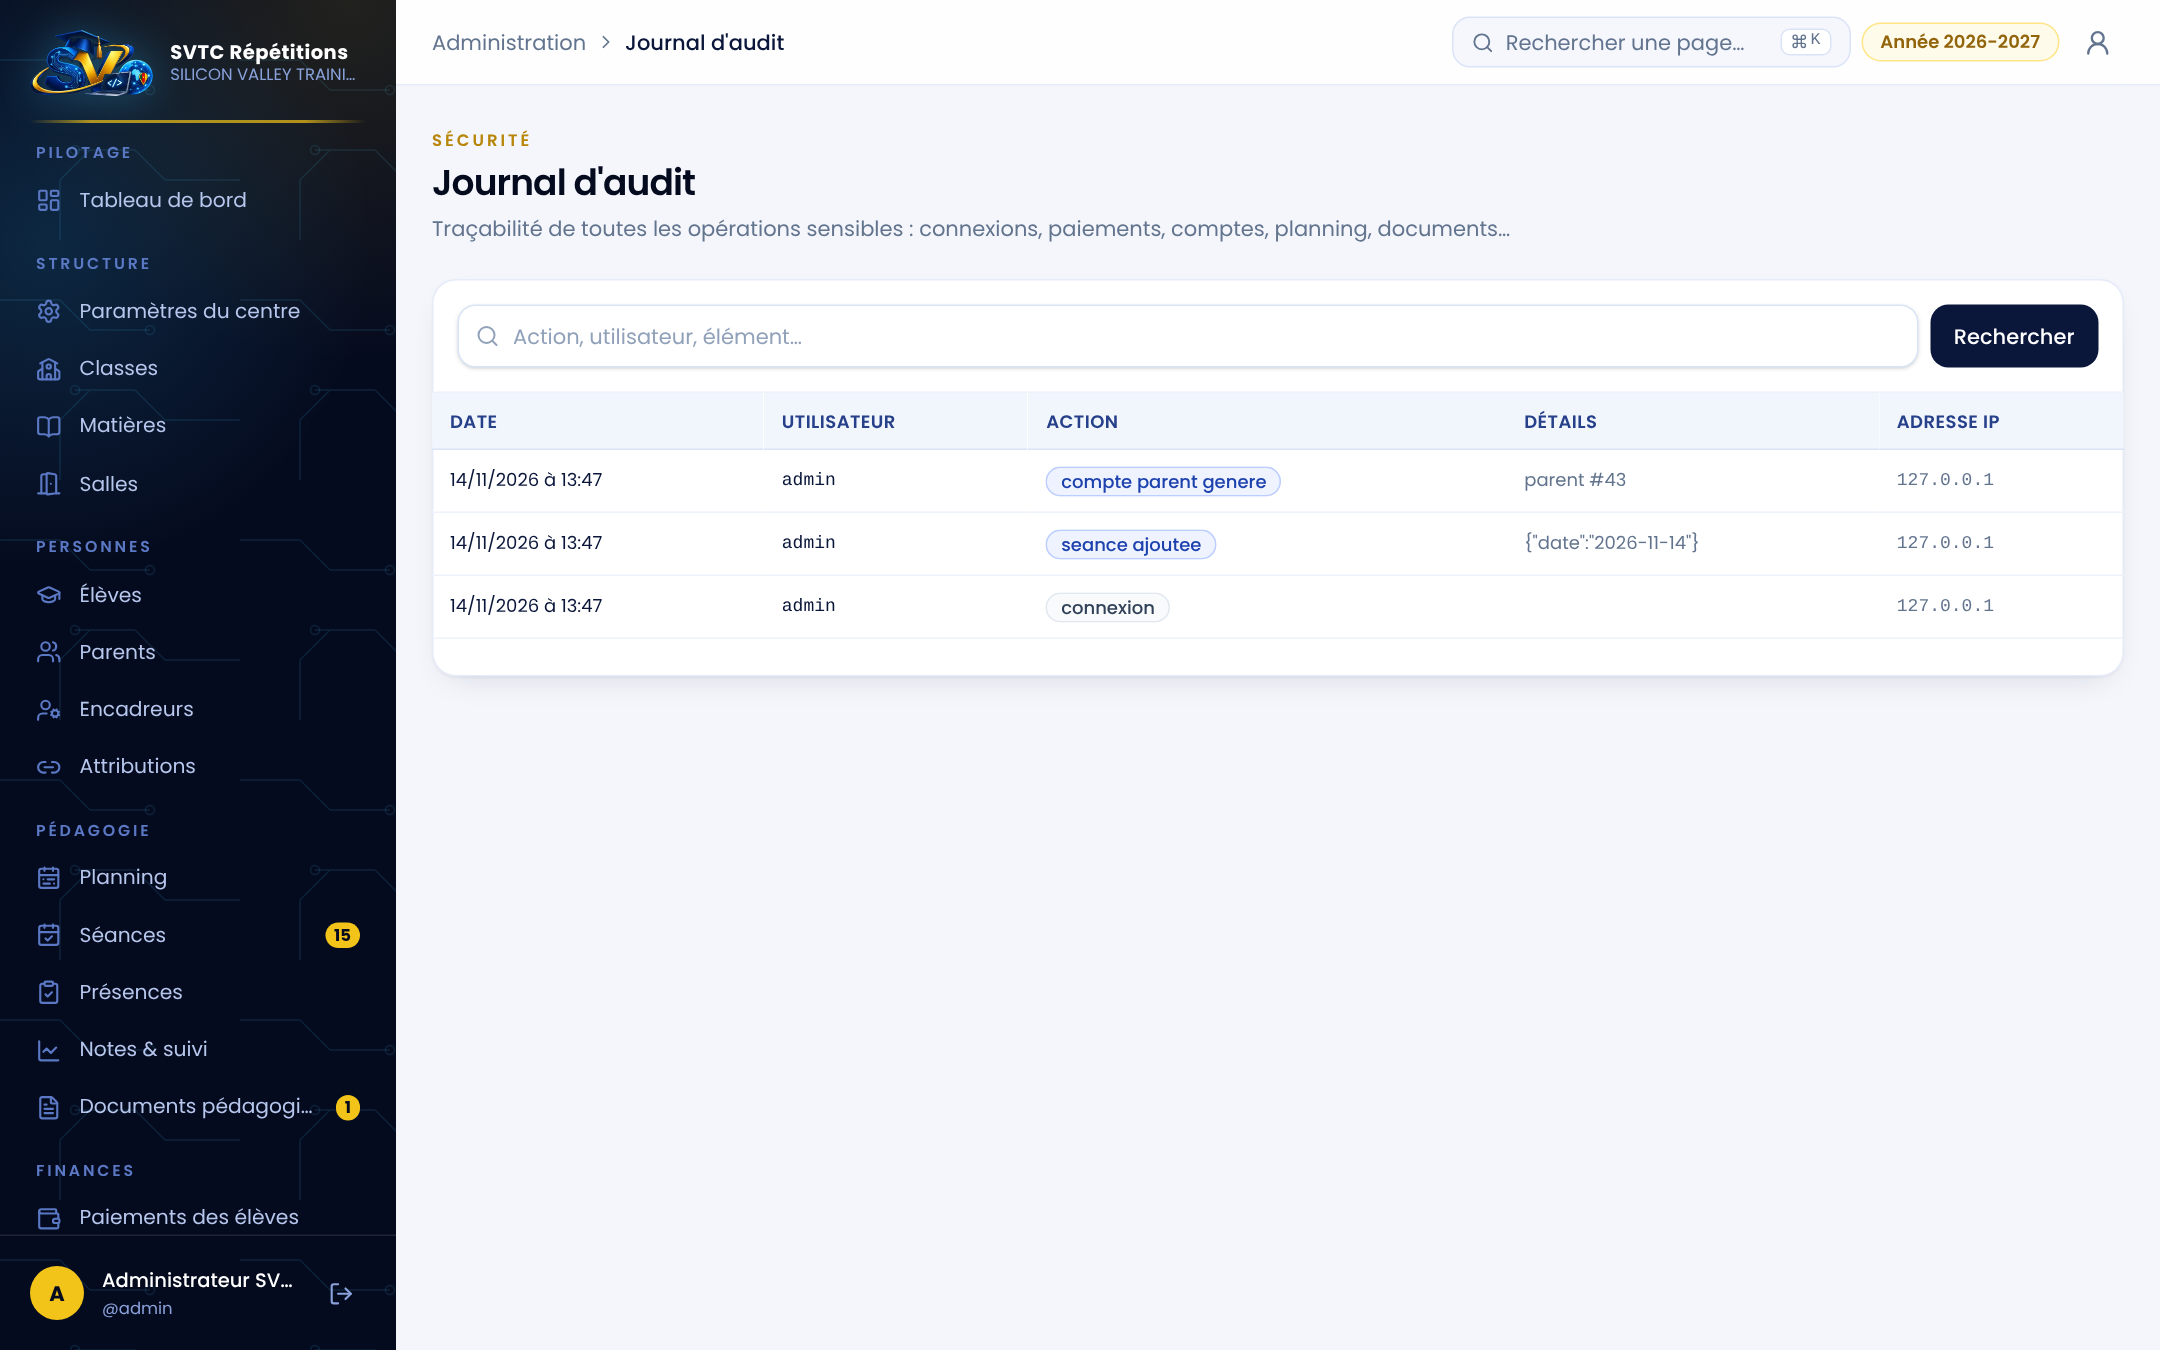 SVTC Répétitions
SILICON VALLEY TRAINI...
PILOTAGE
Tableau de bord
STRUCTURE
Paramètres du centre
Classes
Matières
Salles
PERSONNES
Élèves
Parents
Encadreurs
Attributions
PÉDAGOGIE
Planning
Séances 15
Présences
Notes & suivi
Documents pédagogi... 1
FINANCES
Paiements des élèves
A
Administrateur SV...
@admin
Administration > Journal d'audit
Rechercher une page... ⌘ K
Année 2026-2027
SÉCURITÉ
Journal d'audit
Traçabilité de toutes les opérations sensibles : connexions, paiements, comptes, planning, documents...
Action, utilisateur, élément...
Rechercher
DATE UTILISATEUR ACTION DÉTAILS ADRESSE IP
14/11/2026 à 13:47 admin compte parent genere parent #43 127.0.0.1
14/11/2026 à 13:47 admin seance ajoutee {"date":"2026-11-14"} 127.0.0.1
14/11/2026 à 13:47 admin connexion 127.0.0.1